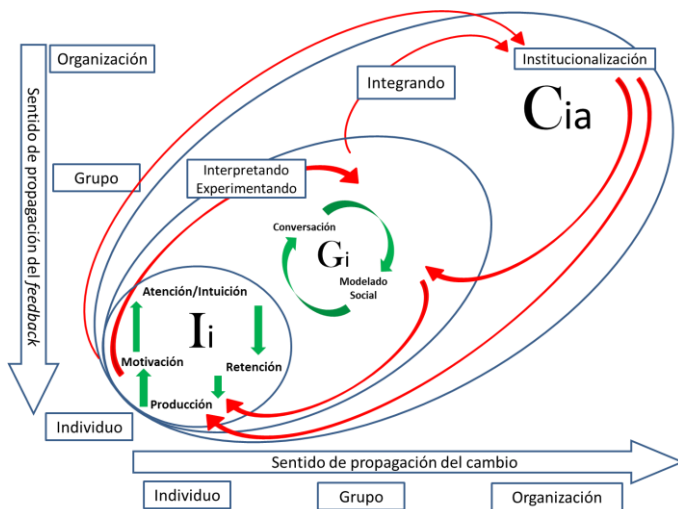 Organización
Institucionalización
Integrando
Cia
Sentido de propagación del feedback
Grupo
Interpretando
Experimentando
Conversación
Gi
Modelado
Social
Atención/Intuición
Ii
Motivación
Retención
Producción
Individuo
Sentido de propagación del cambio
Individuo
Grupo
Organización